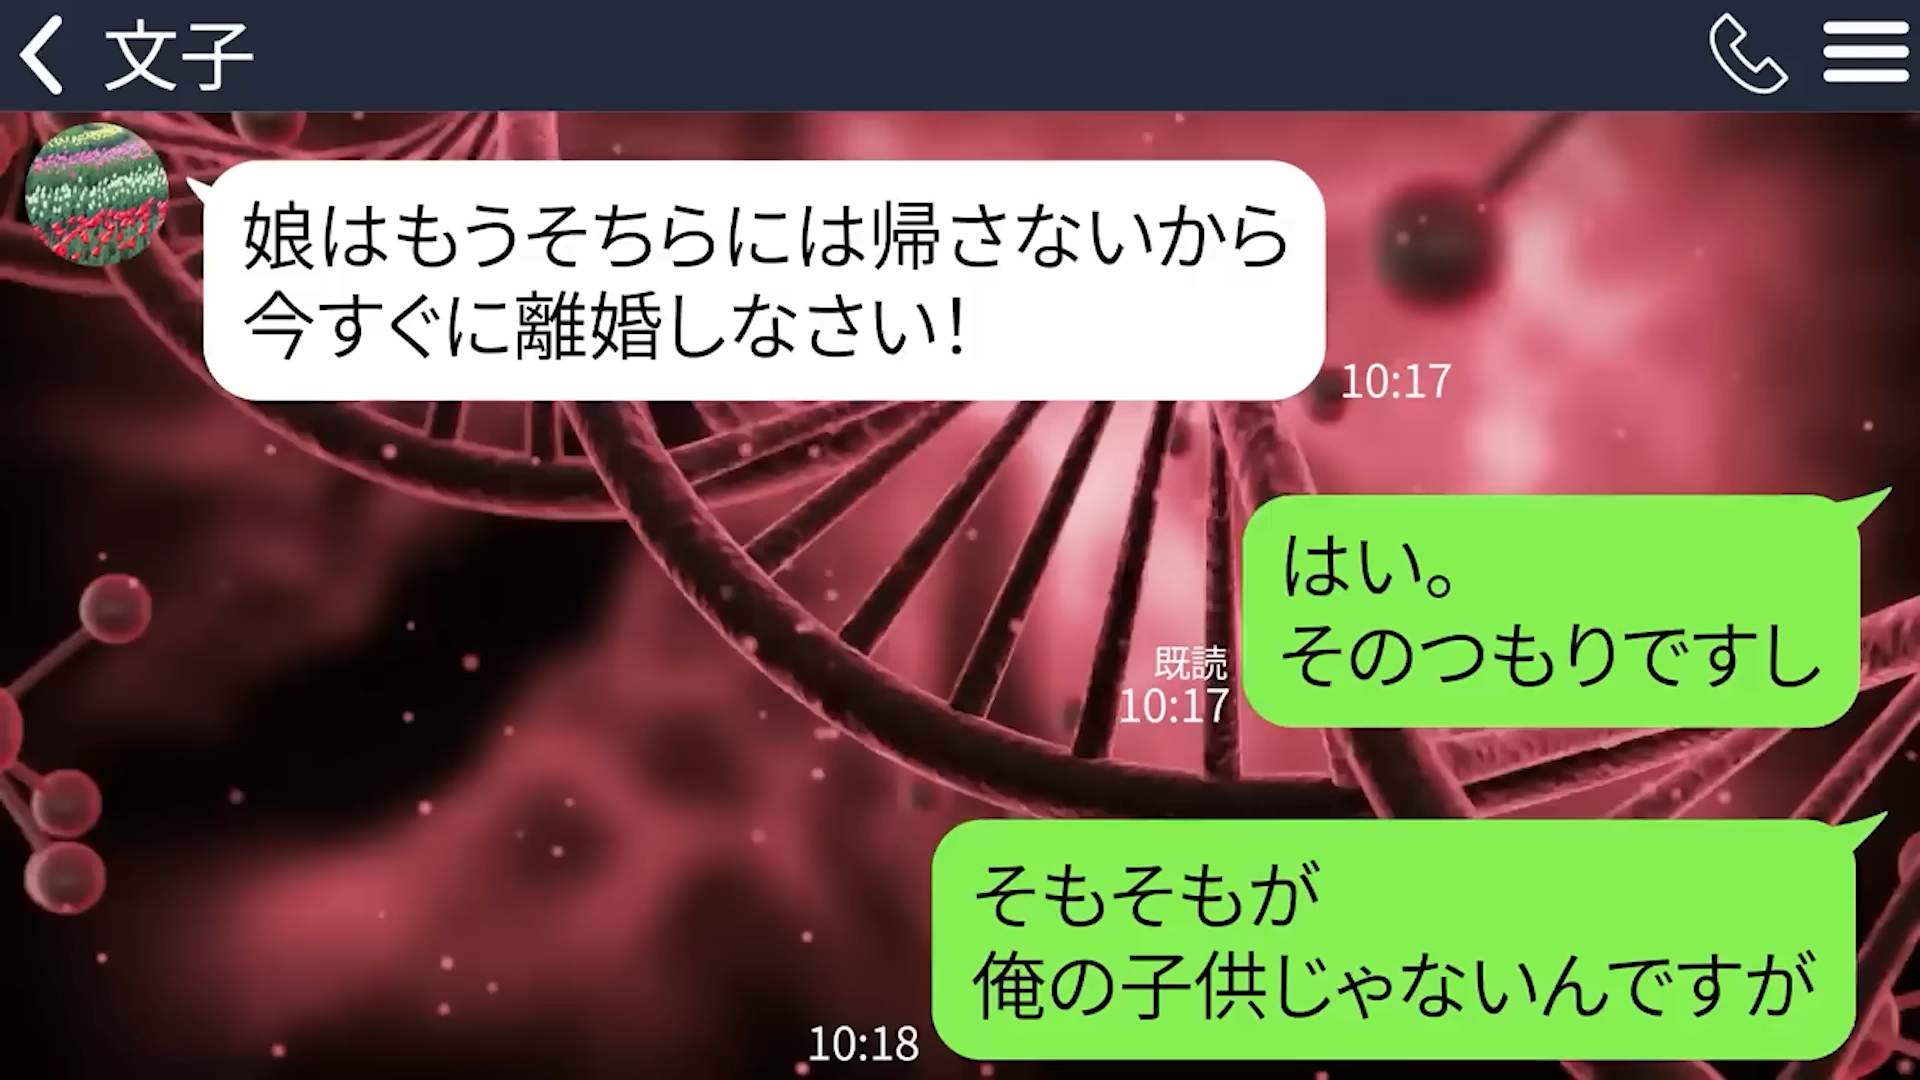 文子
娘はもうそちらには帰さないから
今すぐに離婚しなさい！
10:17
はい。
そのつもりですし
既読
10:17
そもそもが
俺の子供じゃないんですが
10:18